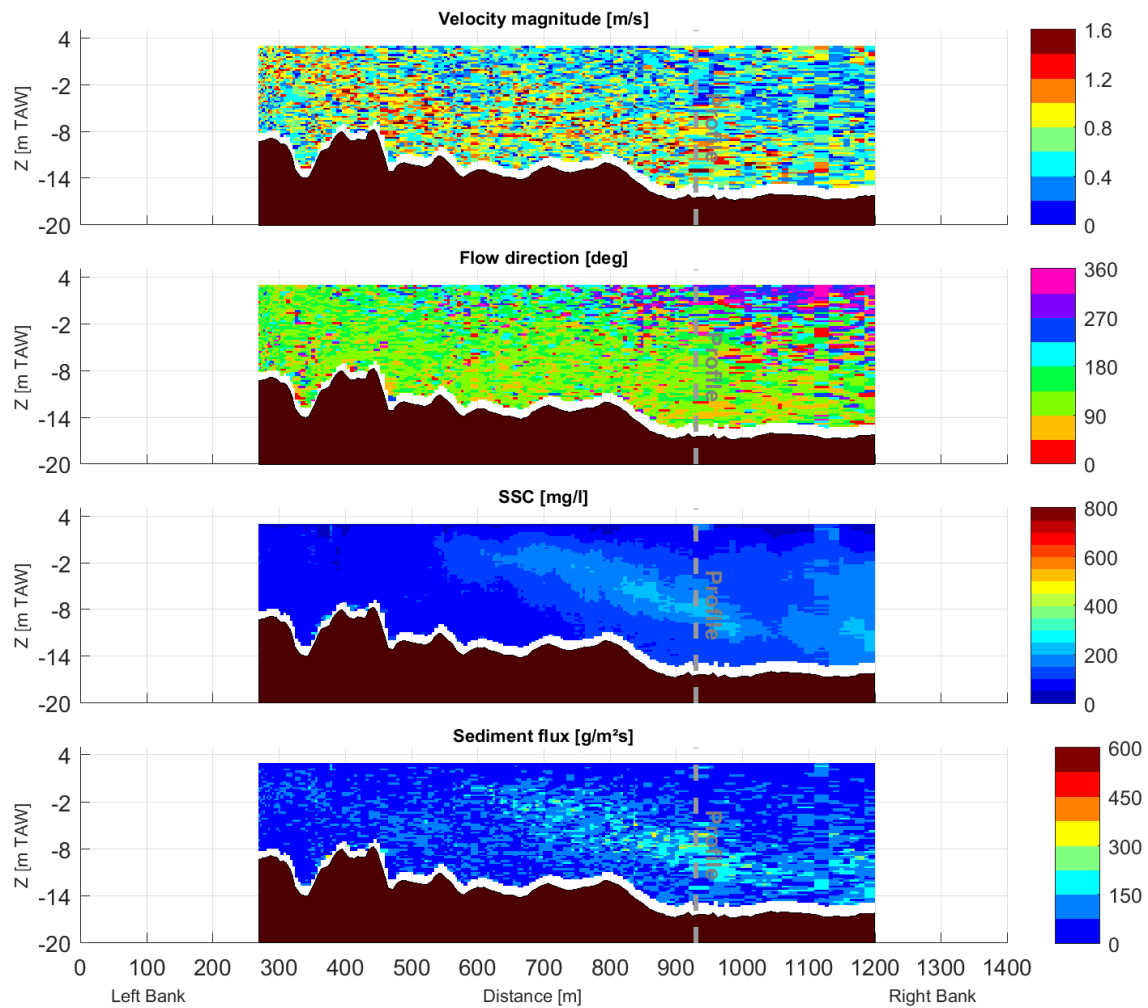 Velocity magnitude [m/s]
Z [m TAW]
4
-2
-8
-14
-20
Profile
1.6
1.2
0.8
0.4
0
Flow direction [deg]
Z [m TAW]
4
-2
-8
-14
-20
Profile
360
270
180
90
0
SSC [mg/l]
Z [m TAW]
4
-2
-8
-14
-20
Profile
800
600
400
200
0
Sediment flux [g/m²s]
Z [m TAW]
4
-2
-8
-14
-20
Profile
600
450
300
150
0
0 100 200 300 400 500 600 700 800 900 1000 1100 1200 1300 1400
Left Bank Distance [m] Right Bank